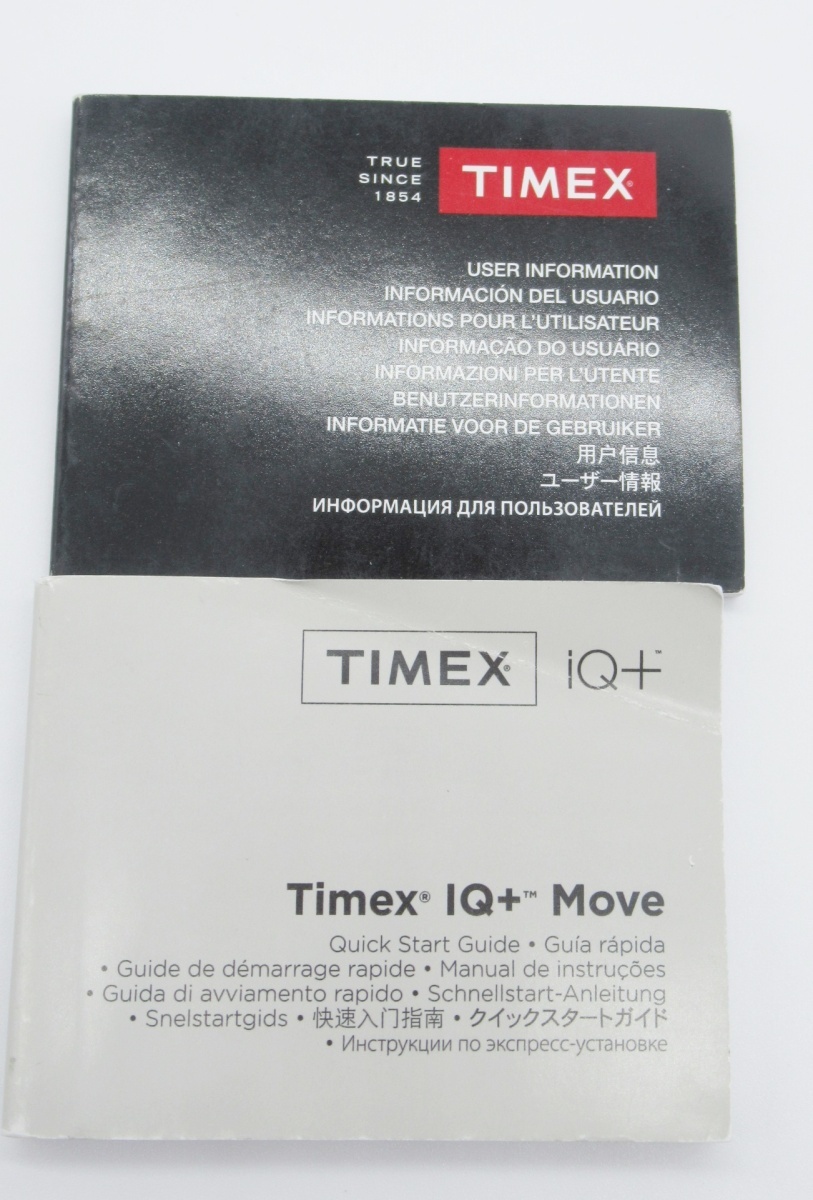 TRUE
SINCE
1854
TIMEX®
USER INFORMATION
INFORMACIÓN DEL USUARIO
INFORMATIONS POUR L'UTILISATEUR
INFORMAÇÃO DO USUÁRIO
INFORMAZIONI PER L'UTENTE
BENUTZERINFORMATIONEN
INFORMATIE VOOR DE GEBRUIKER
用户信息
ユーザー情報
ИНФОРМАЦИЯ ДЛЯ ПОЛЬЗОВАТЕЛЕЙ
TIMEX® iQ+™
Timex® IQ+™ Move
Quick Start Guide • Guía rápida
• Guide de démarrage rapide • Manual de instruções
• Guida di avviamento rapido • Schnellstart-Anleitung
• Snelstartgids • 快速入门指南 • クイックスタートガイド
• Инструкции по экспресс-установке